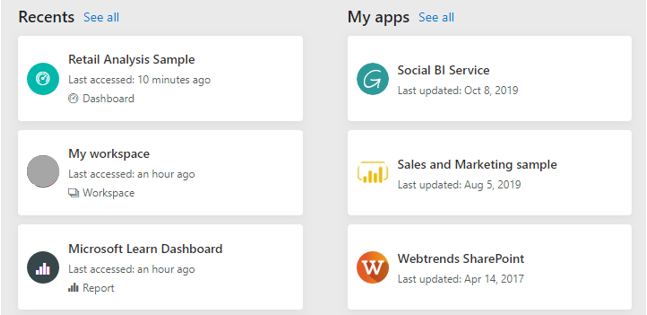 Recents See all
Retail Analysis Sample
Last accessed: 10 minutes ago
Dashboard
My workspace
Last accessed: an hour ago
Workspace
Microsoft Learn Dashboard
Last accessed: an hour ago
Report
My apps See all
Social BI Service
Last updated: Oct 8, 2019
Sales and Marketing sample
Last updated: Aug 5, 2019
W
Webtrends SharePoint
Last updated: Apr 14, 2017